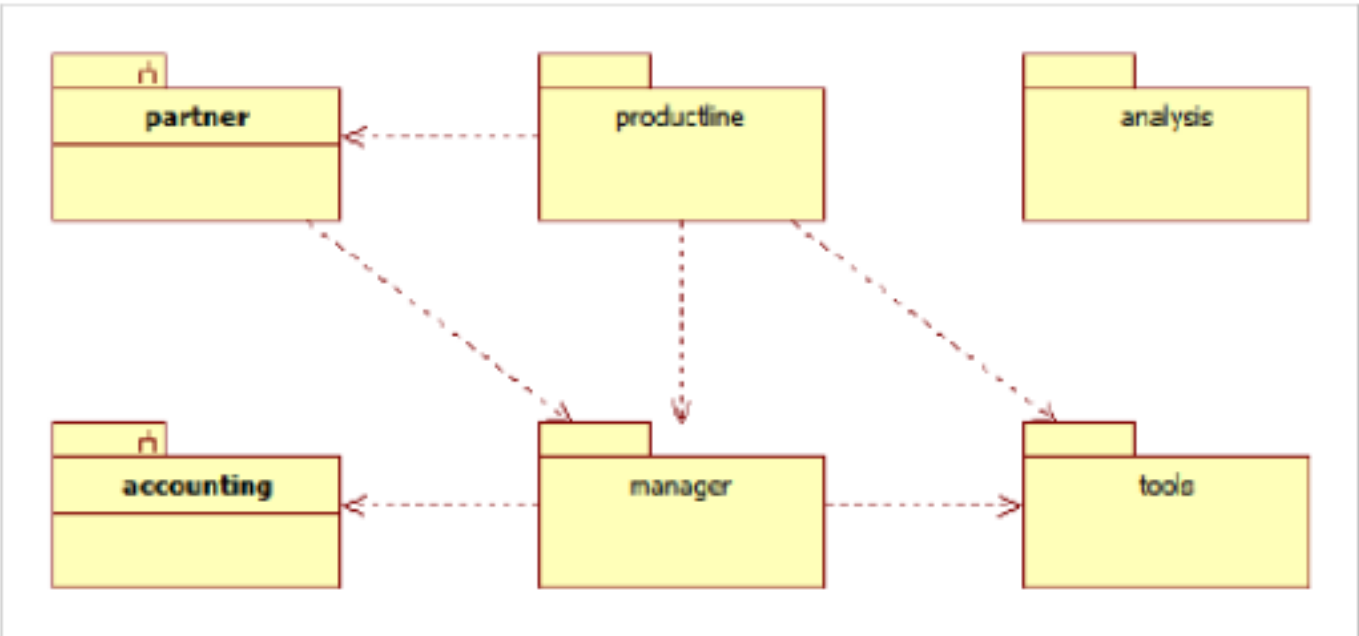 partner
productline
analysis
accounting
manager
tools